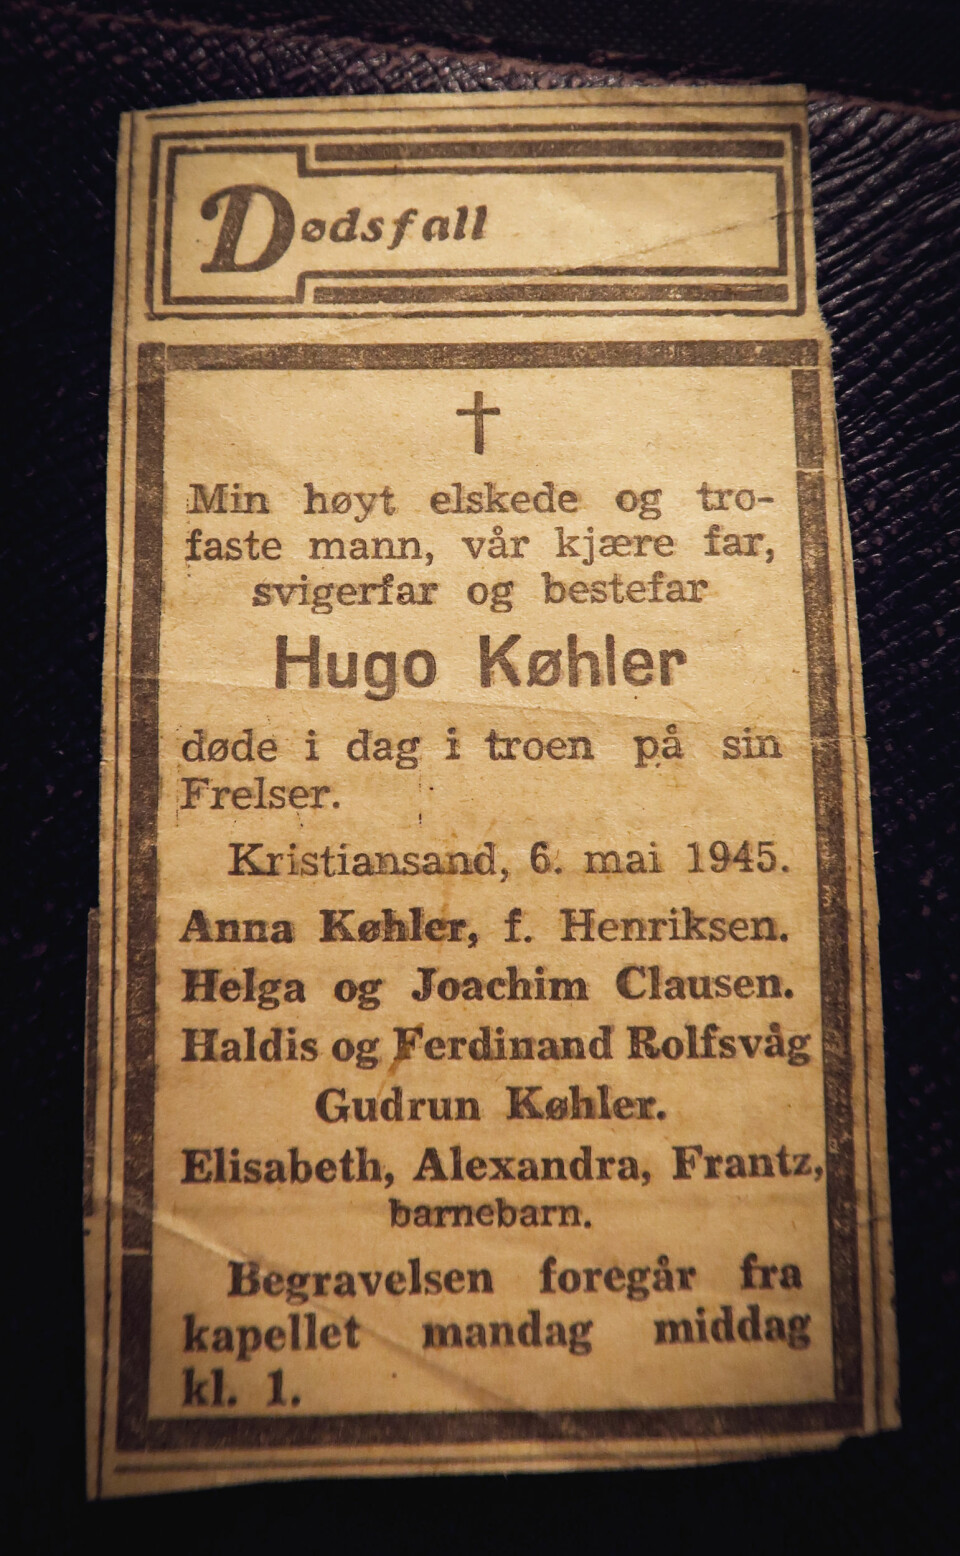 Dødsfall
Min høyt elskede og tro-
faste mann, vår kjære far,
svigerfar og bestefar
Hugo Køhler
døde i dag i troen på sin
Frelser.
Kristiansand, 6. mai 1945.
Anna Køhler, f. Henriksen.
Helga og Joachim Clausen.
Haldis og Ferdinand Rolfsvåg
Gudrun Køhler.
Elisabeth, Alexandra, Frantz,
barnebarn.
Begravelsen foregår fra
kapellet mandag middag
kl. 1.